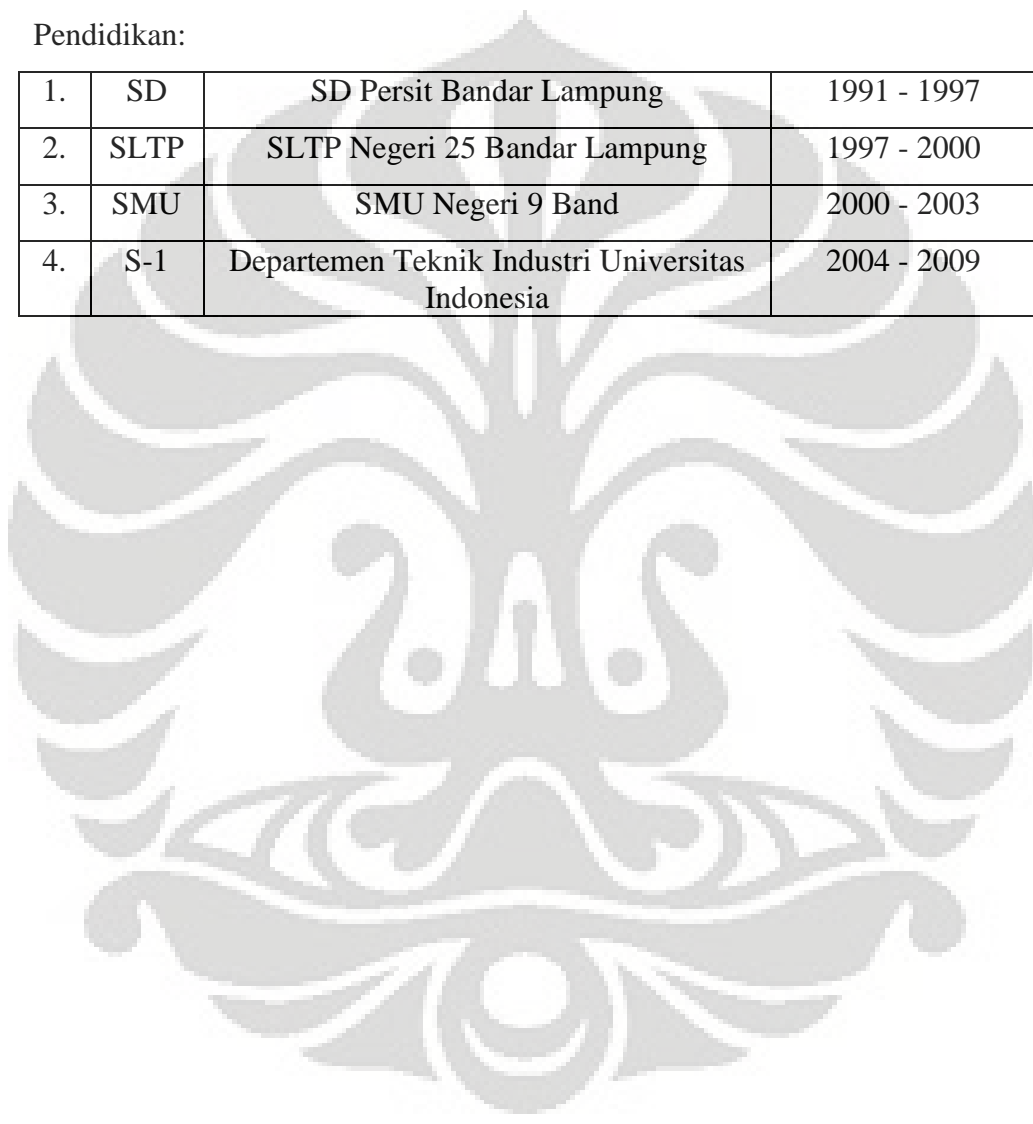 Pendidikan:
1. SD SD Persit Bandar Lampung 1991 - 1997
2. SLTP SLTP Negeri 25 Bandar Lampung 1997 - 2000
3. SMU SMU Negeri 9 Band 2000 - 2003
4. S-1 Departemen Teknik Industri Universitas 2004 - 2009
Indonesia